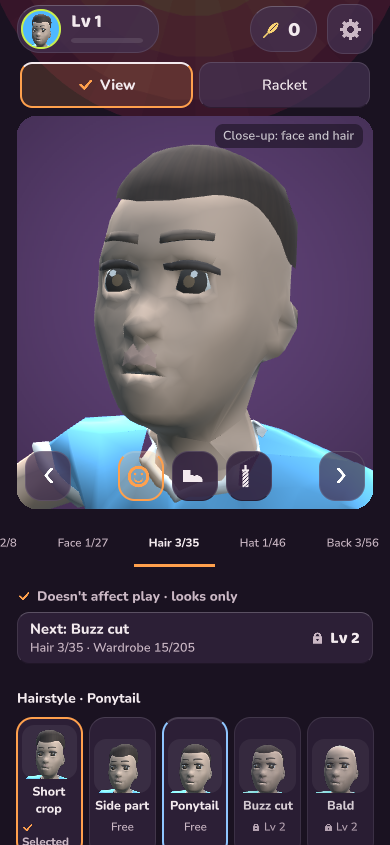 Lv 1
0
View
Racket
Close-up: face and hair
2/8
Face 1/27
Hair 3/35
Hat 1/46
Back 3/56
Doesn't affect play · looks only
Next: Buzz cut
Hair 3/35 · Wardrobe 15/205
Lv 2
Hairstyle · Ponytail
Short crop
Selected
Side part
Free
Ponytail
Free
Buzz cut
Lv 2
Bald
Lv 2